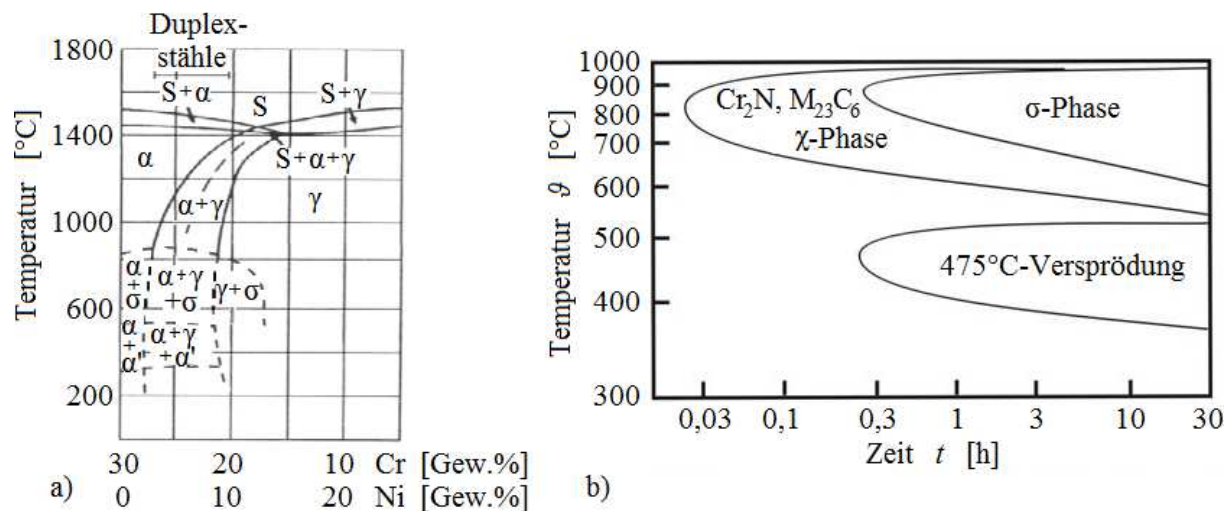 Duplex-
stähle
1800
S+α
S
S+γ
1400
α
S+α+γ
γ
α+γ
1000
α
+
σ
α+γ
+σ
γ+σ
600
α
+
α'
α+γ
+α'
200
Temperatur [°C]
30 20 10 Cr [Gew.%]
0 10 20 Ni [Gew.%]
a)
1000
900
800
700
600
500
400
300
Temperatur ϑ [°C]
Cr₂N, M₂₃C₆
χ-Phase
σ-Phase
475°C-Versprödung
0,03 0,1 0,3 1 3 10 30
Zeit t [h]
b)